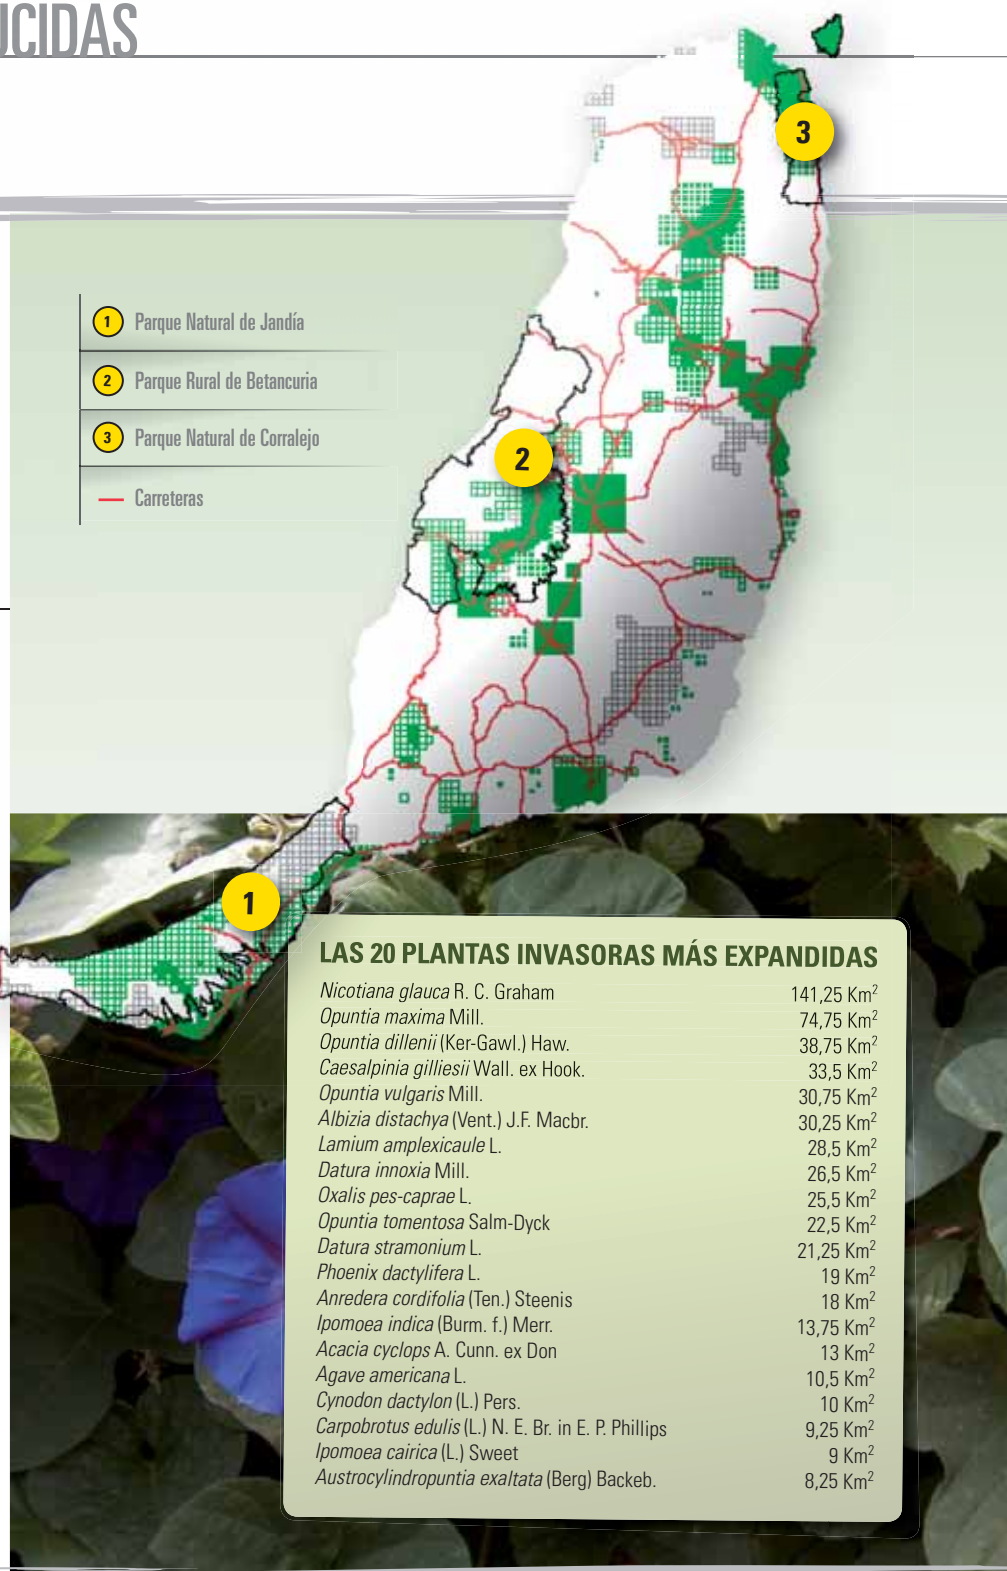 UCIDAS
3
1 Parque Natural de Jandía
2 Parque Rural de Betancuria
3 Parque Natural de Corralejo
Carreteras
2
1
LAS 20 PLANTAS INVASORAS MÁS EXPANDIDAS
Nicotiana glauca R. C. Graham 141,25 Km²
Opuntia maxima Mill. 74,75 Km²
Opuntia dillenii (Ker-Gawl.) Haw. 38,75 Km²
Caesalpinia gilliesii Wall. ex Hook. 33,5 Km²
Opuntia vulgaris Mill. 30,75 Km²
Albizia distachya (Vent.) J.F. Macbr. 30,25 Km²
Lamium amplexicaule L. 28,5 Km²
Datura innoxia Mill. 26,5 Km²
Oxalis pes-caprae L. 25,5 Km²
Opuntia tomentosa Salm-Dyck 22,5 Km²
Datura stramonium L. 21,25 Km²
Phoenix dactylifera L. 19 Km²
Anredera cordifolia (Ten.) Steenis 18 Km²
Ipomoea indica (Burm. f.) Merr. 13,75 Km²
Acacia cyclops A. Cunn. ex Don 13 Km²
Agave americana L. 10,5 Km²
Cynodon dactylon (L.) Pers. 10 Km²
Carpobrotus edulis (L.) N. E. Br. in E. P. Phillips 9,25 Km²
Ipomoea cairica (L.) Sweet 9 Km²
Austrocylindropuntia exaltata (Berg) Backeb. 8,25 Km²